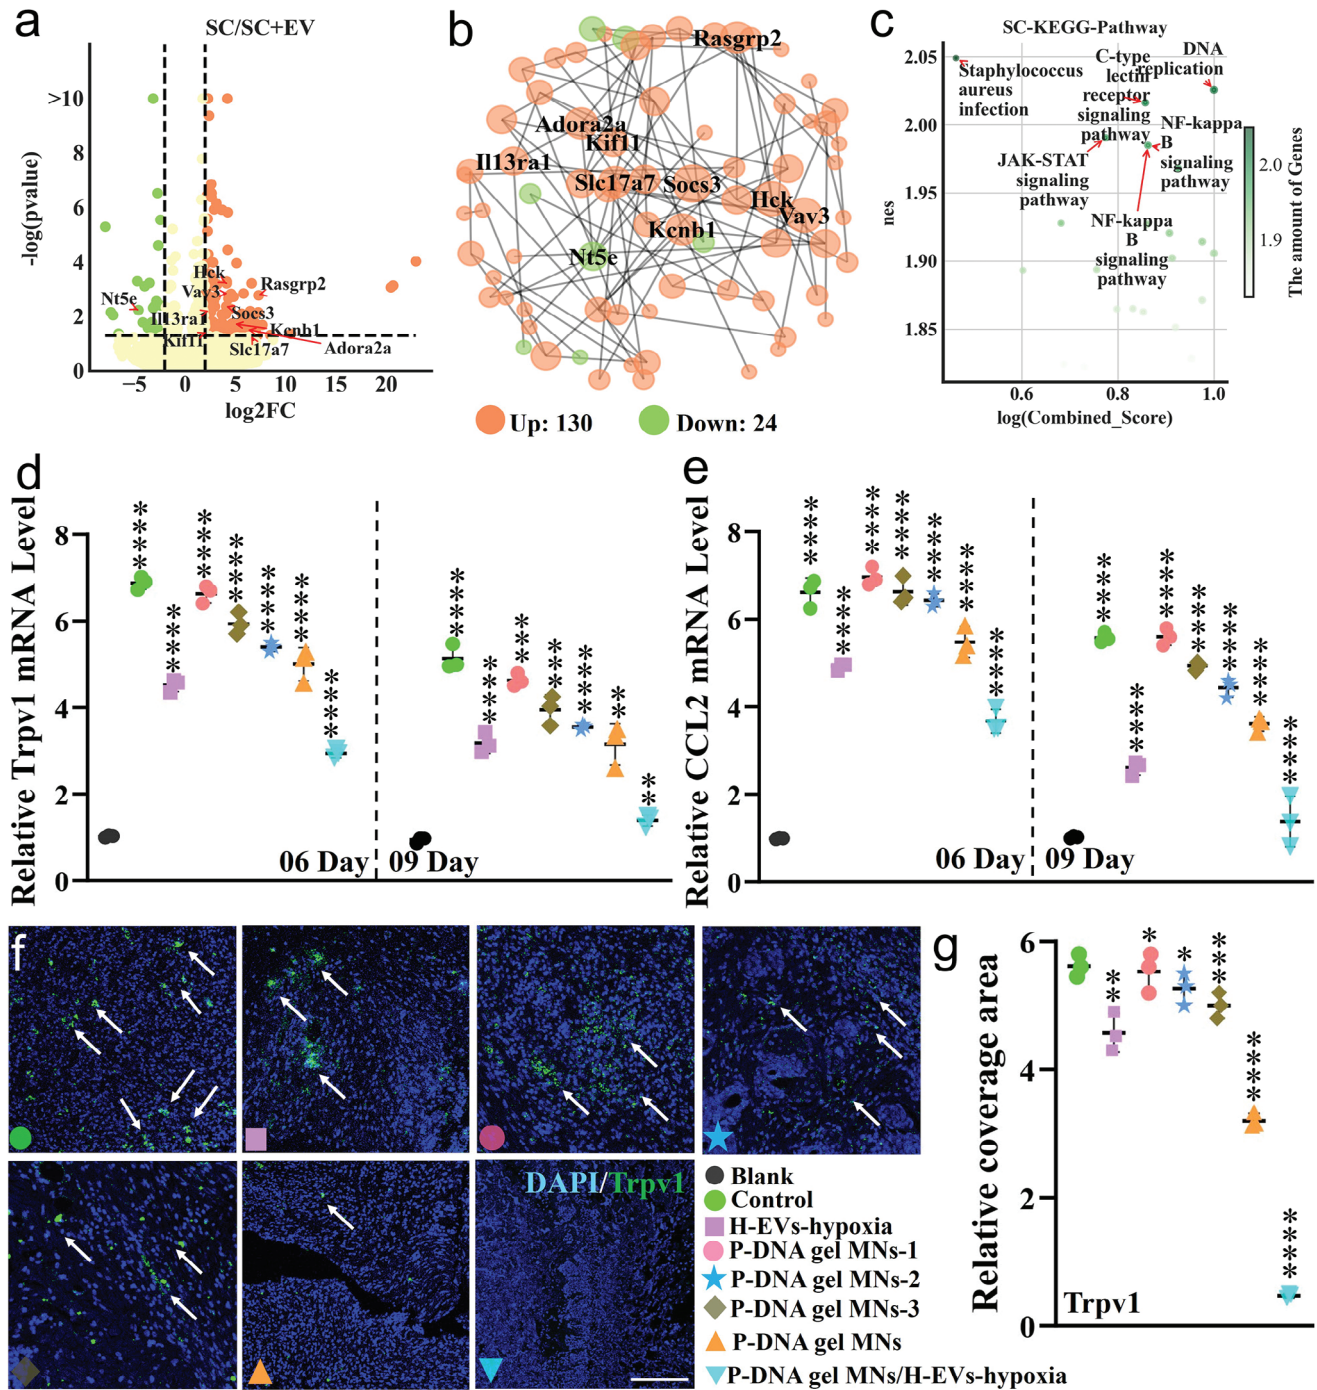 a
SC/SC+EV
-log(pvalue)
>10
8
6
4
2
0
Hck
Vav3
Rasgrp2
Nt5e
Il13ra1
Socs3
Kcnb1
Kif11
Slc17a7
Adora2a
−5
0
5
10
15
20
log2FC
b
Rasgrp2
Adora2a
Kif11
Il13ra1
Slc17a7
Socs3
Hck
Vav3
Kcnb1
Nt5e
Up: 130
Down: 24
c
SC-KEGG-Pathway
nes
2.05
2.00
1.95
1.90
1.85
Staphylococcus
aureus
infection
C-type
lectin
receptor
signaling
pathway
DNA
replication
NF-kappa
B
signaling
pathway
JAK-STAT
signaling
pathway
NF-kappa
B
signaling
pathway
0.6
0.8
1.0
log(Combined_Score)
2.0
1.9
The amount of Genes
d
Relative Trpv1 mRNA Level
8
6
4
2
0
****
****
****
****
****
****
****
****
****
****
****
****
**
**
06 Day
09 Day
e
Relative CCL2 mRNA Level
8
6
4
2
0
****
****
****
****
****
****
****
****
****
****
****
****
****
****
06 Day
09 Day
f
DAPI/Trpv1
Blank
Control
H-EVs-hypoxia
P-DNA gel MNs-1
P-DNA gel MNs-2
P-DNA gel MNs-3
P-DNA gel MNs
P-DNA gel MNs/H-EVs-hypoxia
g
Relative coverage area
6
4
2
0
**
*
*
***
****
****
Trpv1